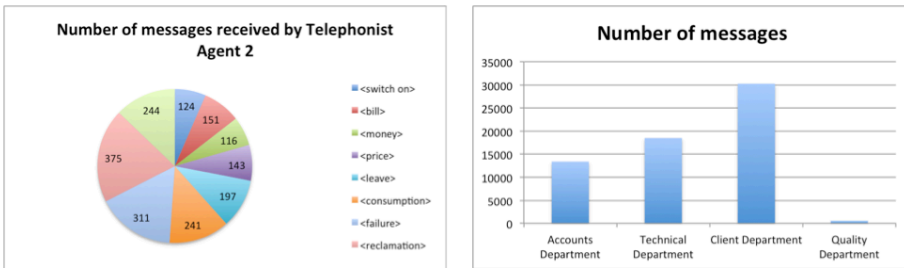 Number of messages received by Telephonist
Agent 2
124
151
116
143
197
241
311
375
244
<switch on>
<bill>
<money>
<price>
<leave>
<consumption>
<failure>
<reclamation>
Number of messages
35000
30000
25000
20000
15000
10000
5000
0
Accounts
Department
Technical
Department
Client Department
Quality
Department